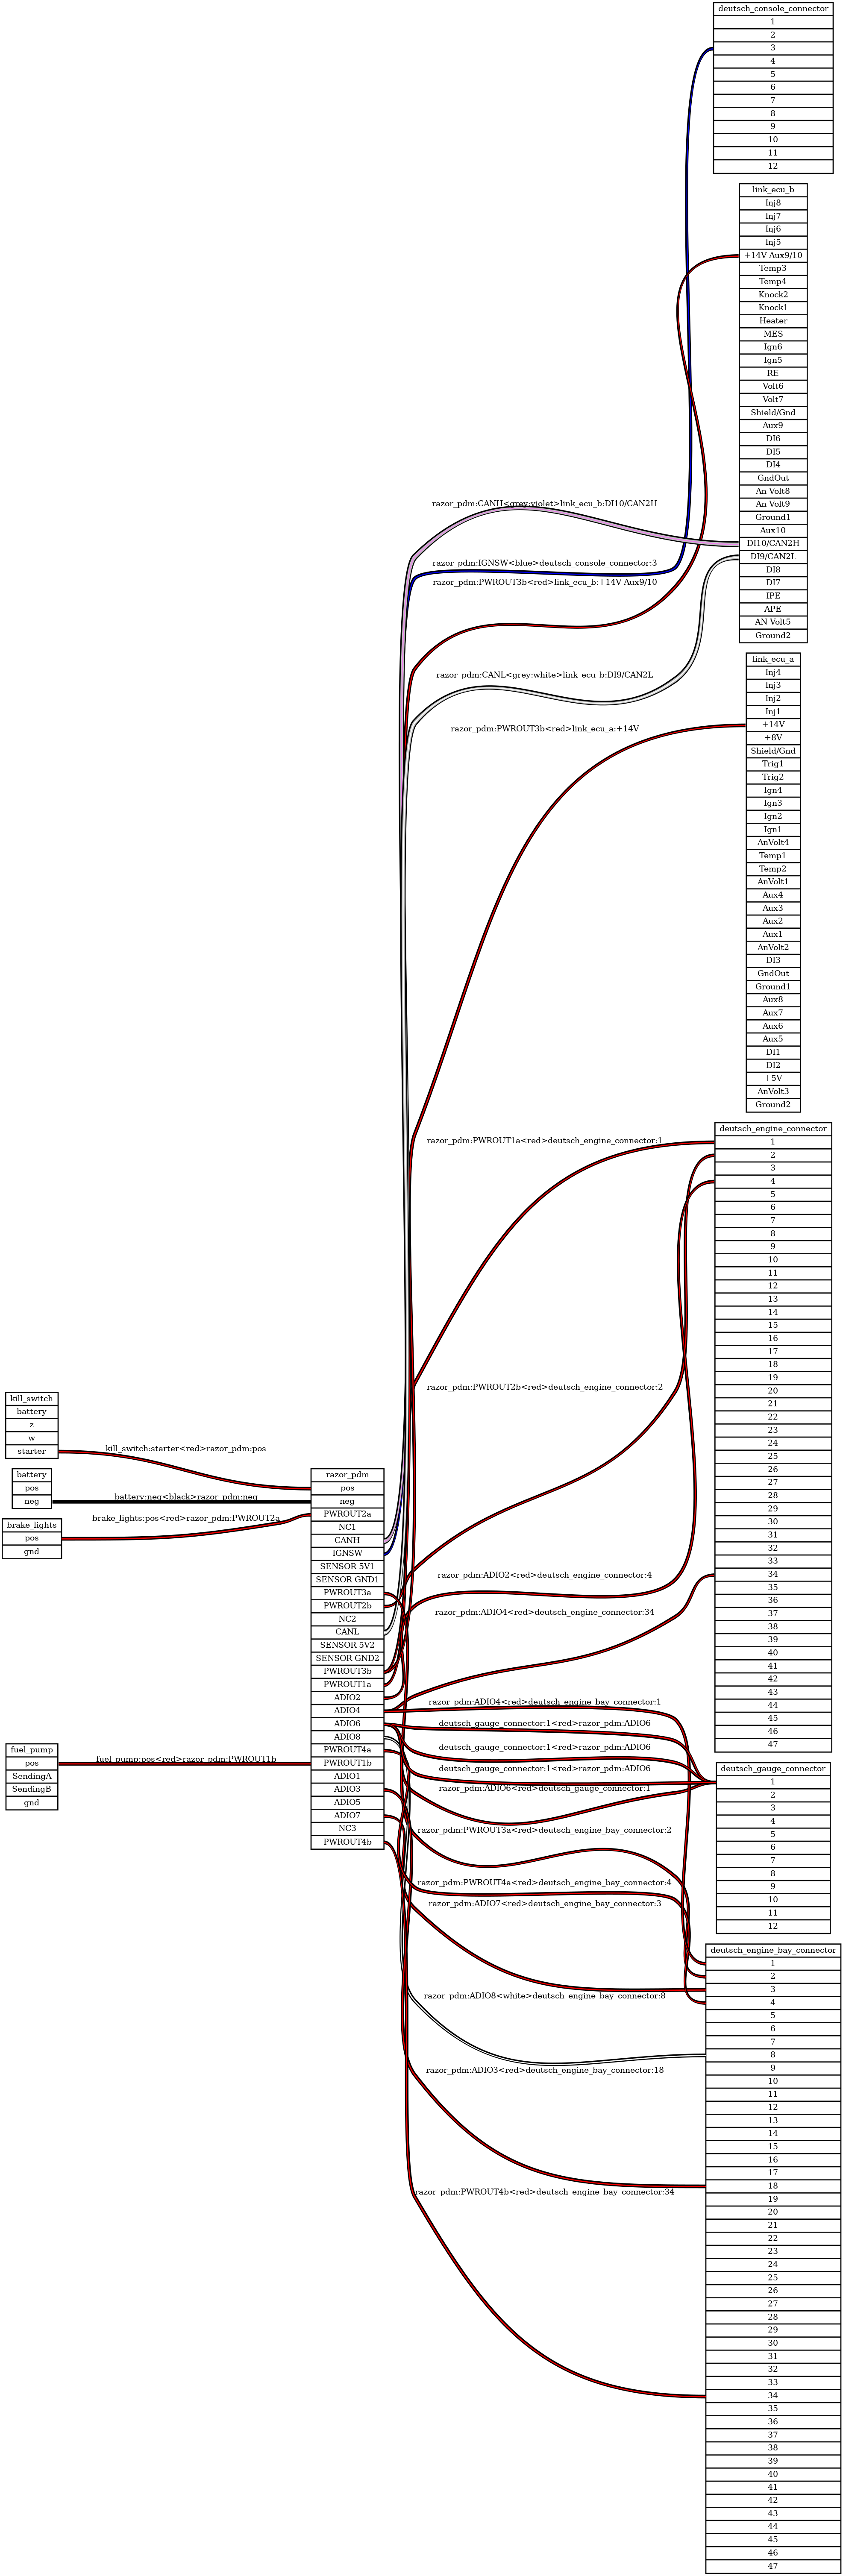 deutsch_console_connector
1
2
3
4
5
6
7
8
9
10
11
12
link_ecu_b
Inj8
Inj7
Inj6
Inj5
+14V Aux9/10
Temp3
Temp4
Knock2
Knock1
Heater
MES
Ign6
Ign5
RE
Volt6
Volt7
Shield/Gnd
Aux9
DI6
DI5
DI4
GndOut
An Volt8
An Volt9
Ground1
Aux10
DI10/CAN2H
DI9/CAN2L
DI8
DI7
IPE
APE
AN Volt5
Ground2
razor_pdm:CANH<grey:violet>link_ecu_b:DI10/CAN2H
razor_pdm:IGNSW<blue>deutsch_console_connector:3
razor_pdm:PWROUT3b<red>link_ecu_b:+14V Aux9/10
razor_pdm:CANL<grey:white>link_ecu_b:DI9/CAN2L
razor_pdm:PWROUT3b<red>link_ecu_a:+14V
link_ecu_a
Inj4
Inj3
Inj2
Inj1
+14V
+8V
Shield/Gnd
Trig1
Trig2
Ign4
Ign3
Ign2
Ign1
AnVolt4
Temp1
Temp2
AnVolt1
Aux4
Aux3
Aux2
Aux1
AnVolt2
DI3
GndOut
Ground1
Aux8
Aux7
Aux6
Aux5
DI1
DI2
+5V
AnVolt3
Ground2
razor_pdm:PWROUT1a<red>deutsch_engine_connector:1
razor_pdm:PWROUT2b<red>deutsch_engine_connector:2
razor_pdm:ADIO2<red>deutsch_engine_connector:4
razor_pdm:ADIO4<red>deutsch_engine_connector:34
deutsch_engine_connector
1
2
3
4
5
6
7
8
9
10
11
12
13
14
15
16
17
18
19
20
21
22
23
24
25
26
27
28
29
30
31
32
33
34
35
36
37
38
39
40
41
42
43
44
45
46
47
kill_switch
battery
z
w
starter
kill_switch:starter<red>razor_pdm:pos
battery
pos
neg
battery:neg<black>razor_pdm:neg
brake_lights
pos
gnd
brake_lights:pos<red>razor_pdm:PWROUT2a
fuel_pump
pos
SendingA
SendingB
gnd
fuel_pump:pos<red>razor_pdm:PWROUT1b
razor_pdm
pos
neg
PWROUT2a
NC1
CANH
IGNSW
SENSOR 5V1
SENSOR GND1
PWROUT3a
PWROUT2b
NC2
CANL
SENSOR 5V2
SENSOR GND2
PWROUT3b
PWROUT1a
ADIO2
ADIO4
ADIO6
ADIO8
PWROUT4a
PWROUT1b
ADIO1
ADIO3
ADIO5
ADIO7
NC3
PWROUT4b
razor_pdm:ADIO4<red>deutsch_engine_bay_connector:1
deutsch_gauge_connector:1<red>razor_pdm:ADIO6
deutsch_gauge_connector:1<red>razor_pdm:ADIO6
deutsch_gauge_connector:1<red>razor_pdm:ADIO6
razor_pdm:ADIO6<red>deutsch_gauge_connector:1
razor_pdm:PWROUT3a<red>deutsch_engine_bay_connector:2
razor_pdm:PWROUT4a<red>deutsch_engine_bay_connector:4
razor_pdm:ADIO7<red>deutsch_engine_bay_connector:3
razor_pdm:ADIO8<white>deutsch_engine_bay_connector:8
razor_pdm:ADIO3<red>deutsch_engine_bay_connector:18
razor_pdm:PWROUT4b<red>deutsch_engine_bay_connector:34
deutsch_gauge_connector
1
2
3
4
5
6
7
8
9
10
11
12
deutsch_engine_bay_connector
1
2
3
4
5
6
7
8
9
10
11
12
13
14
15
16
17
18
19
20
21
22
23
24
25
26
27
28
29
30
31
32
33
34
35
36
37
38
39
40
41
42
43
44
45
46
47